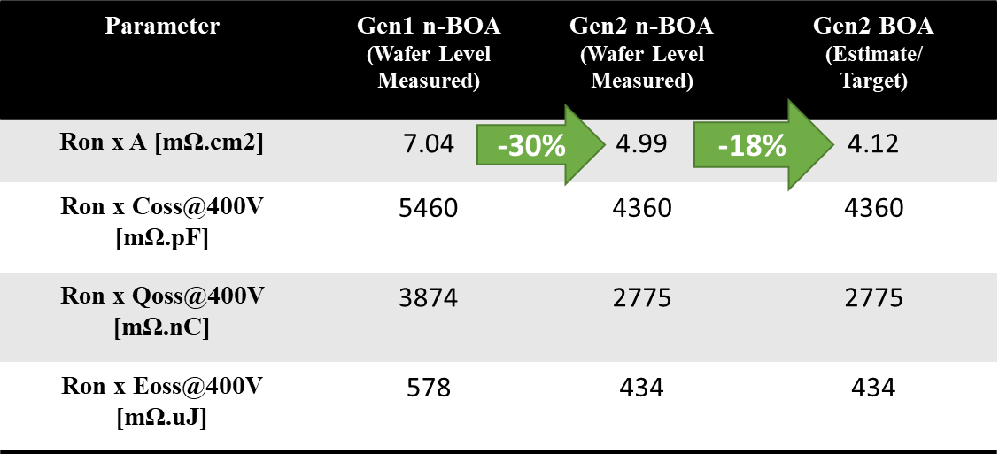 Parameter
Gen1 n-BOA
(Wafer Level
Measured)
Gen2 n-BOA
(Wafer Level
Measured)
Gen2 BOA
(Estimate/
Target)
Ron x A [mΩ.cm2]
7.04
-30%
4.99
-18%
4.12
Ron x Coss@400V
[mΩ.pF]
5460
4360
4360
Ron x Qoss@400V
[mΩ.nC]
3874
2775
2775
Ron x Eoss@400V
[mΩ.uJ]
578
434
434